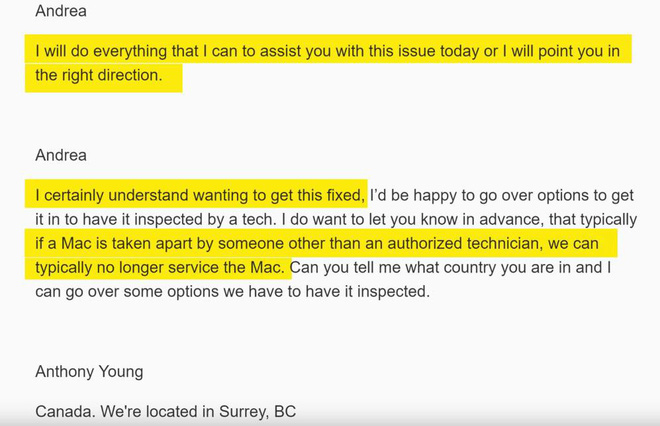 Andrea
I will do everything that I can to assist you with this issue today or I will point you in
the right direction.
Andrea
I certainly understand wanting to get this fixed, I'd be happy to go over options to get
it in to have it inspected by a tech. I do want to let you know in advance, that typically
if a Mac is taken apart by someone other than an authorized technician, we can
typically no longer service the Mac. Can you tell me what country you are in and I
can go over some options we have to have it inspected.
Anthony Young
Canada. We're located in Surrey, BC